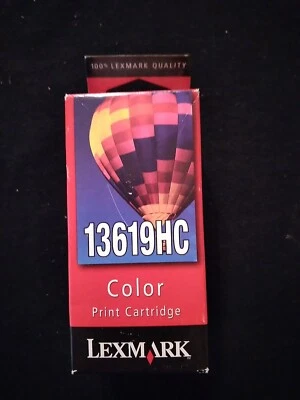 100% LEXMARK QUALITY
13619HC
Color
Print Cartridge
LEXMARK